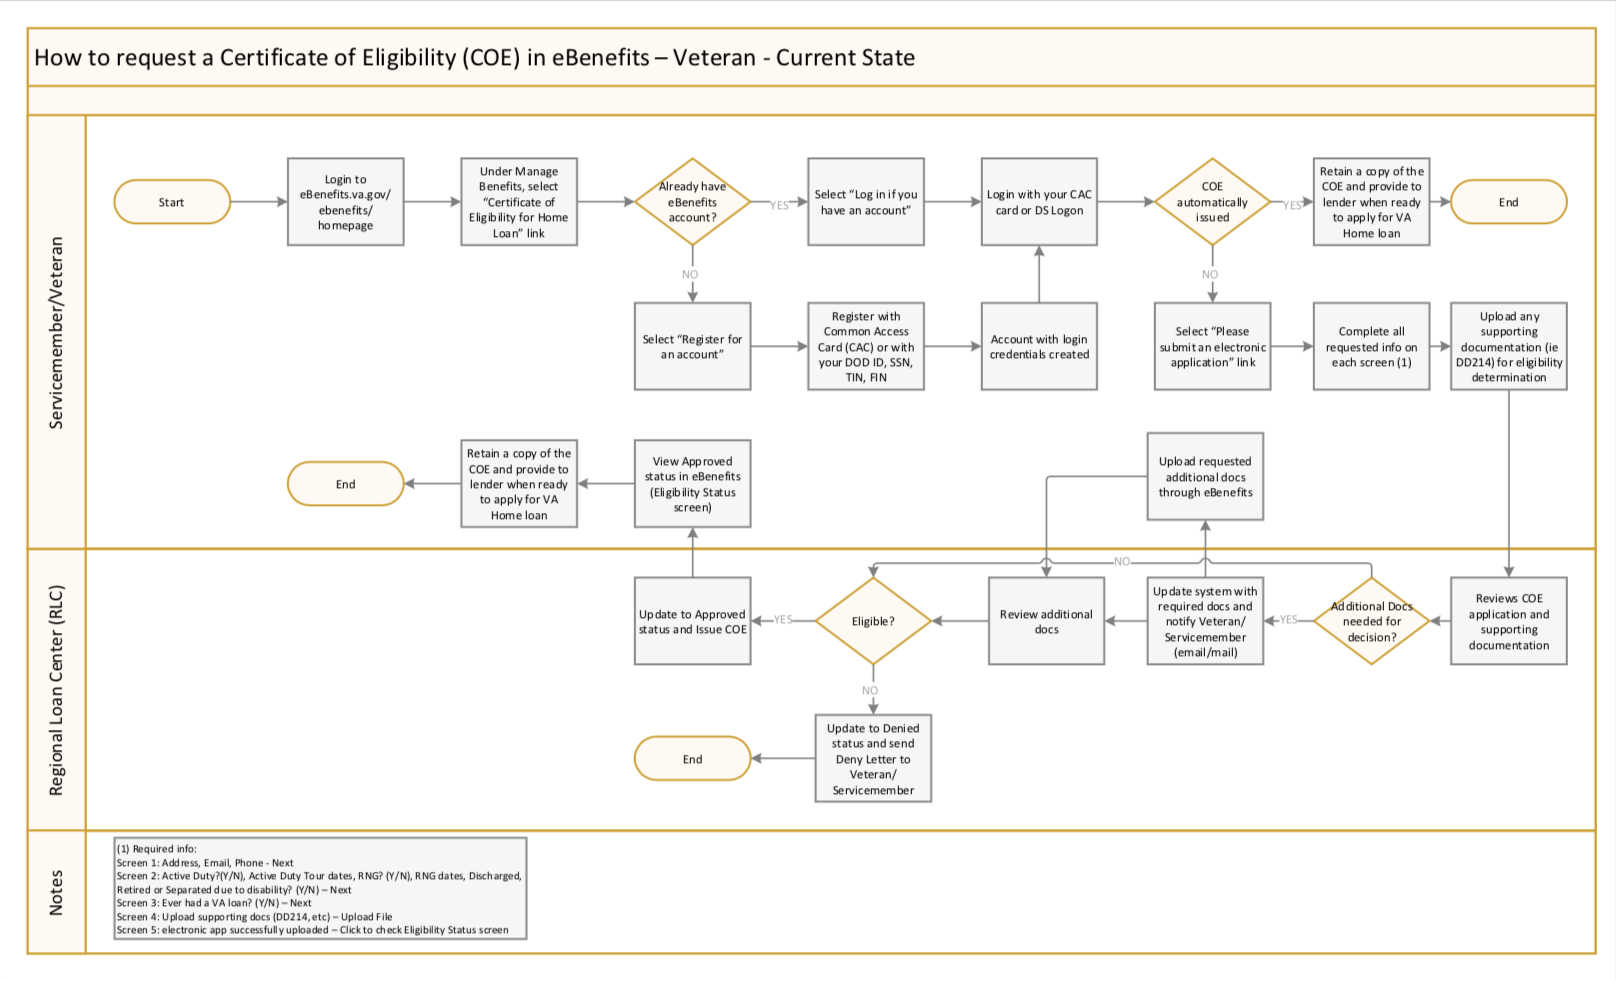 How to request a Certificate of Eligibility (COE) in eBenefits – Veteran - Current State
Servicemember/Veteran
Start
Login to
eBenefits.va.gov/
ebenefits/
homepage
Under Manage
Benefits, select
“Certificate of
Eligibility for Home
Loan” link
Already have
eBenefits
account?
YES
Select “Log in if you
have an account”
Login with your CAC
card or DS Logon
COE
automatically
issued
YES
Retain a copy of the
COE and provide to
lender when ready
to apply for VA
Home loan
End
NO
NO
Select “Register for
an account”
Register with
Common Access
Card (CAC) or with
your DOD ID, SSN,
TIN, FIN
Account with login
credentials created
Select “Please
submit an electronic
application” link
Complete all
requested info on
each screen (1)
Upload any
supporting
documentation (ie
DD214) for eligibility
determination
End
Retain a copy of the
COE and provide to
lender when ready
to apply for VA
Home loan
View Approved
status in eBenefits
(Eligibility Status
screen)
Upload requested
additional docs
through eBenefits
Regional Loan Center (RLC)
NO
Update to Approved
status and Issue COE
YES
Eligible?
Review additional
docs
Update system with
required docs and
notify Veteran/
Servicemember
(email/mail)
YES
Additional Docs
needed for
decision?
Reviews COE
application and
supporting
documentation
NO
End
Update to Denied
status and send
Deny Letter to
Veteran/
Servicemember
Notes
(1) Required info:
Screen 1: Address, Email, Phone - Next
Screen 2: Active Duty?(Y/N), Active Duty Tour dates, RNG? (Y/N), RNG dates, Discharged,
Retired or Separated due to disability? (Y/N) – Next
Screen 3: Ever had a VA loan? (Y/N) – Next
Screen 4: Upload supporting docs (DD214, etc) – Upload File
Screen 5: electronic app successfully uploaded – Click to check Eligibility Status screen